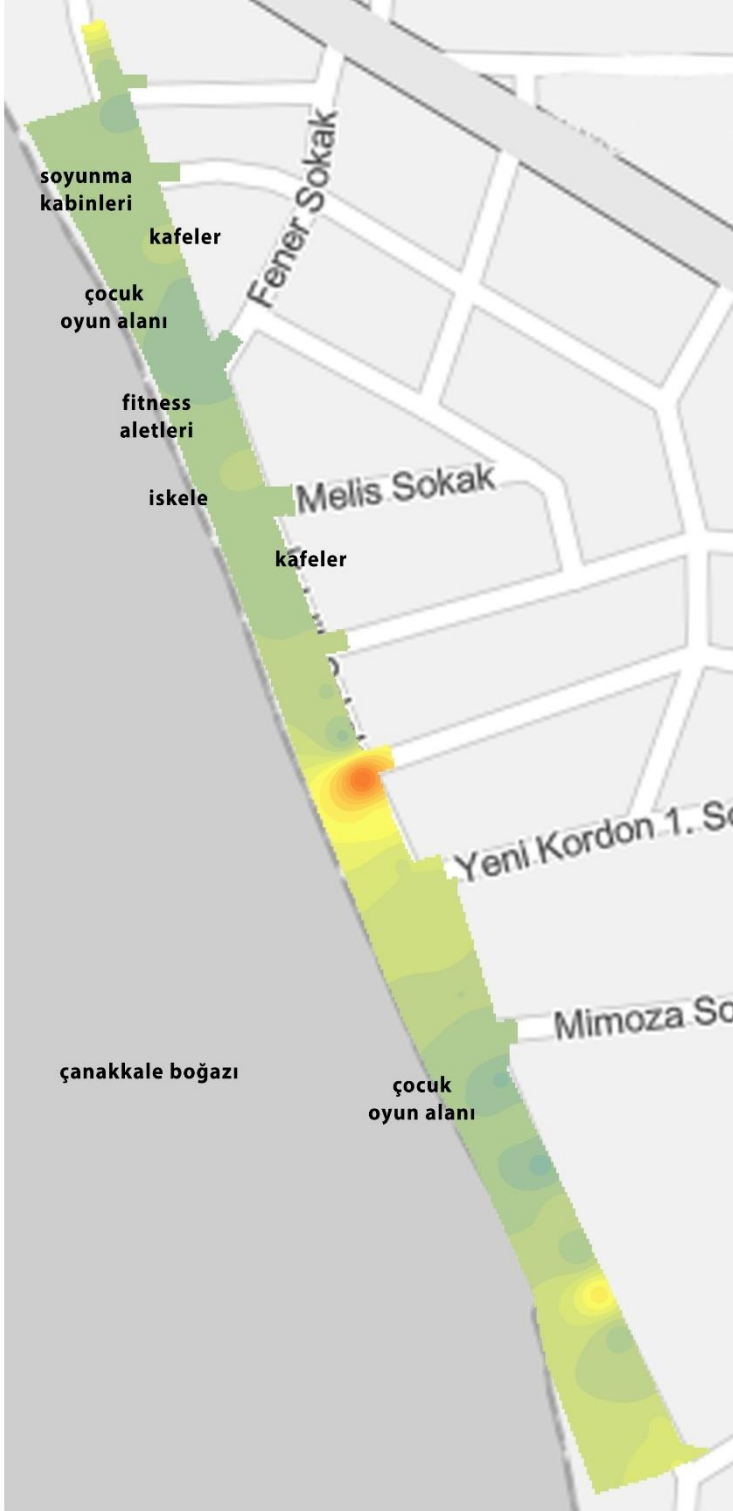 Fener Sokak
soyunma
kabinleri
kafeler
çocuk
oyun alanı
fitness
aletleri
iskele
Melis Sokak
kafeler
Yeni Kordon 1. So
Mimoza So
çanakkale boğazı
çocuk
oyun alanı